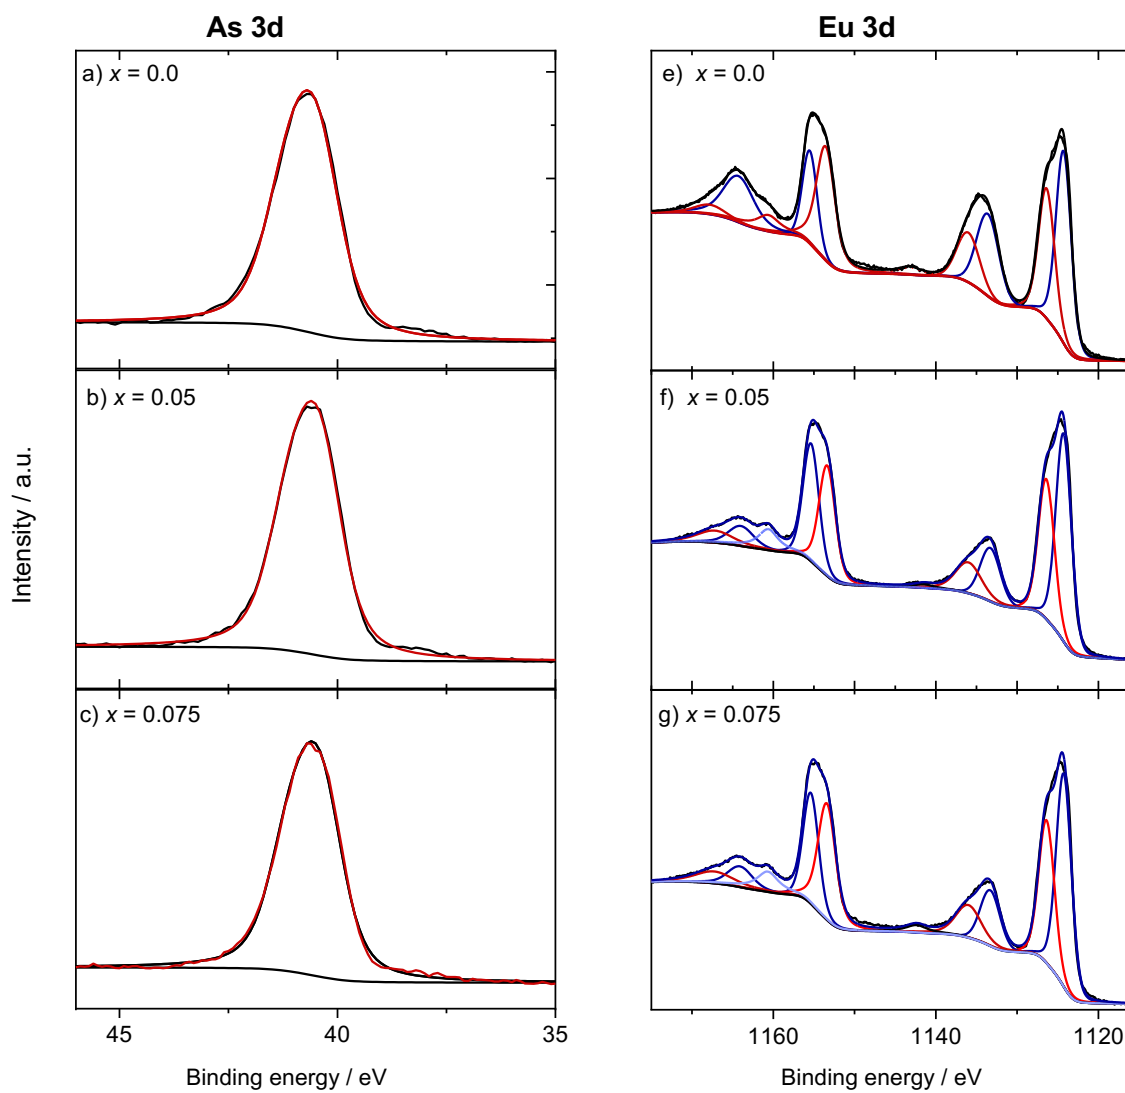 As 3d
Eu 3d
a) x = 0.0
e) x = 0.0
b) x = 0.05
f) x = 0.05
c) x = 0.075
g) x = 0.075
Intensity / a.u.
45 40 35
1160 1140 1120
Binding energy / eV
Binding energy / eV